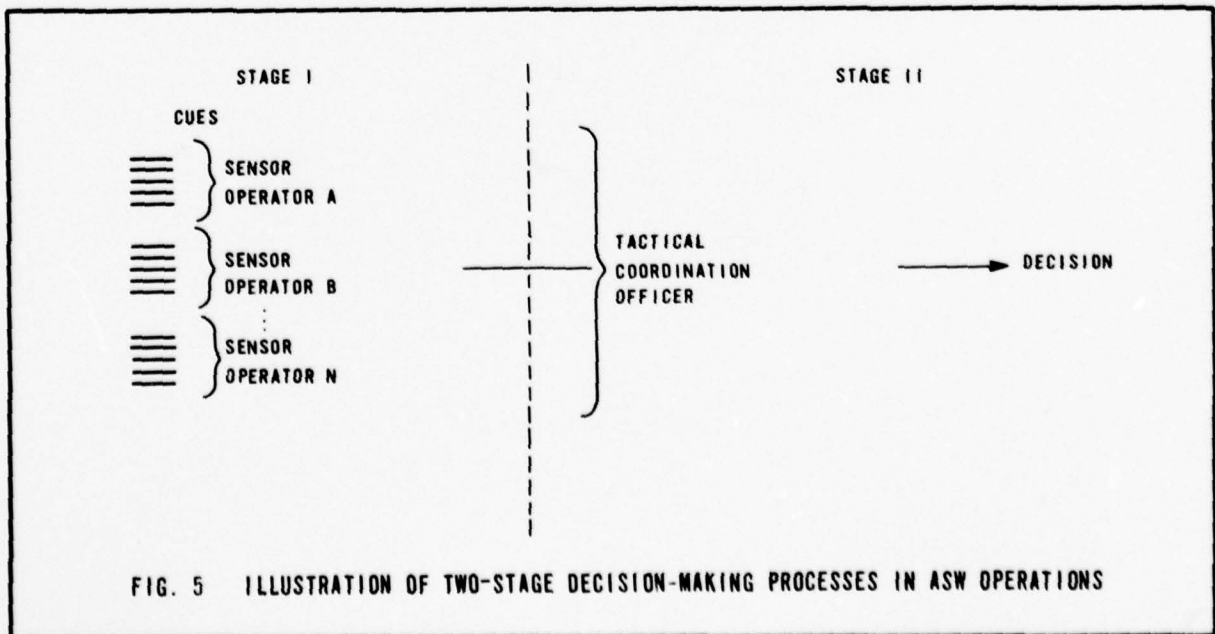 STAGE I
STAGE II
CUES
SENSOR
OPERATOR A
SENSOR
OPERATOR B
SENSOR
OPERATOR N
TACTICAL
COORDINATION
OFFICER
DECISION
FIG. 5 ILLUSTRATION OF TWO-STAGE DECISION-MAKING PROCESSES IN ASW OPERATIONS